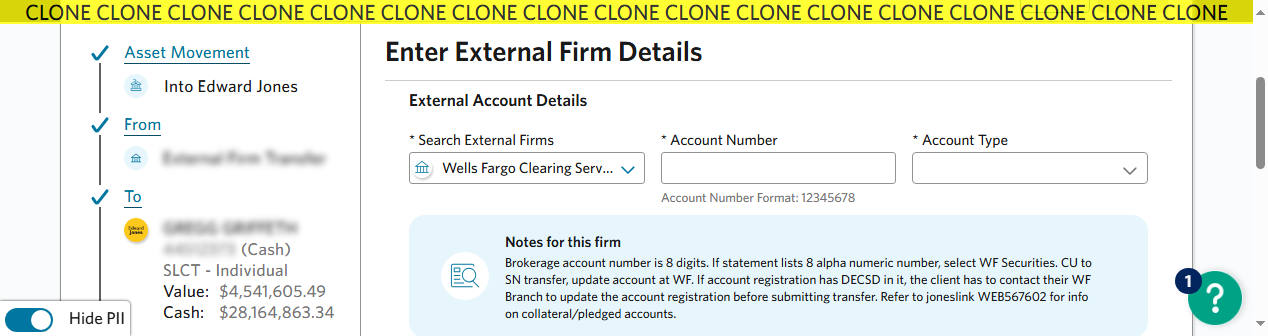 CLONE CLONE CLONE CLONE CLONE CLONE CLONE CLONE CLONE CLONE CLONE CLONE CLONE CLONE CLONE CLONE CLONE
Asset Movement
Into Edward Jones
From
To
Edward Jones
(Cash)
SLCT - Individual
Value: $4,541,605.49
Cash: $28,164,863.34
Hide PII
Enter External Firm Details
External Account Details
* Search External Firms
Wells Fargo Clearing Serv...
* Account Number
Account Number Format: 12345678
* Account Type
Notes for this firm
Brokerage account number is 8 digits. If statement lists 8 alpha numeric number, select WF Securities. CU to
SN transfer, update account at WF. If account registration has DECSD in it, the client has to contact their WF
Branch to update the account registration before submitting transfer. Refer to joneslink WEB567602 for info
on collateral/pledged accounts.
1
?